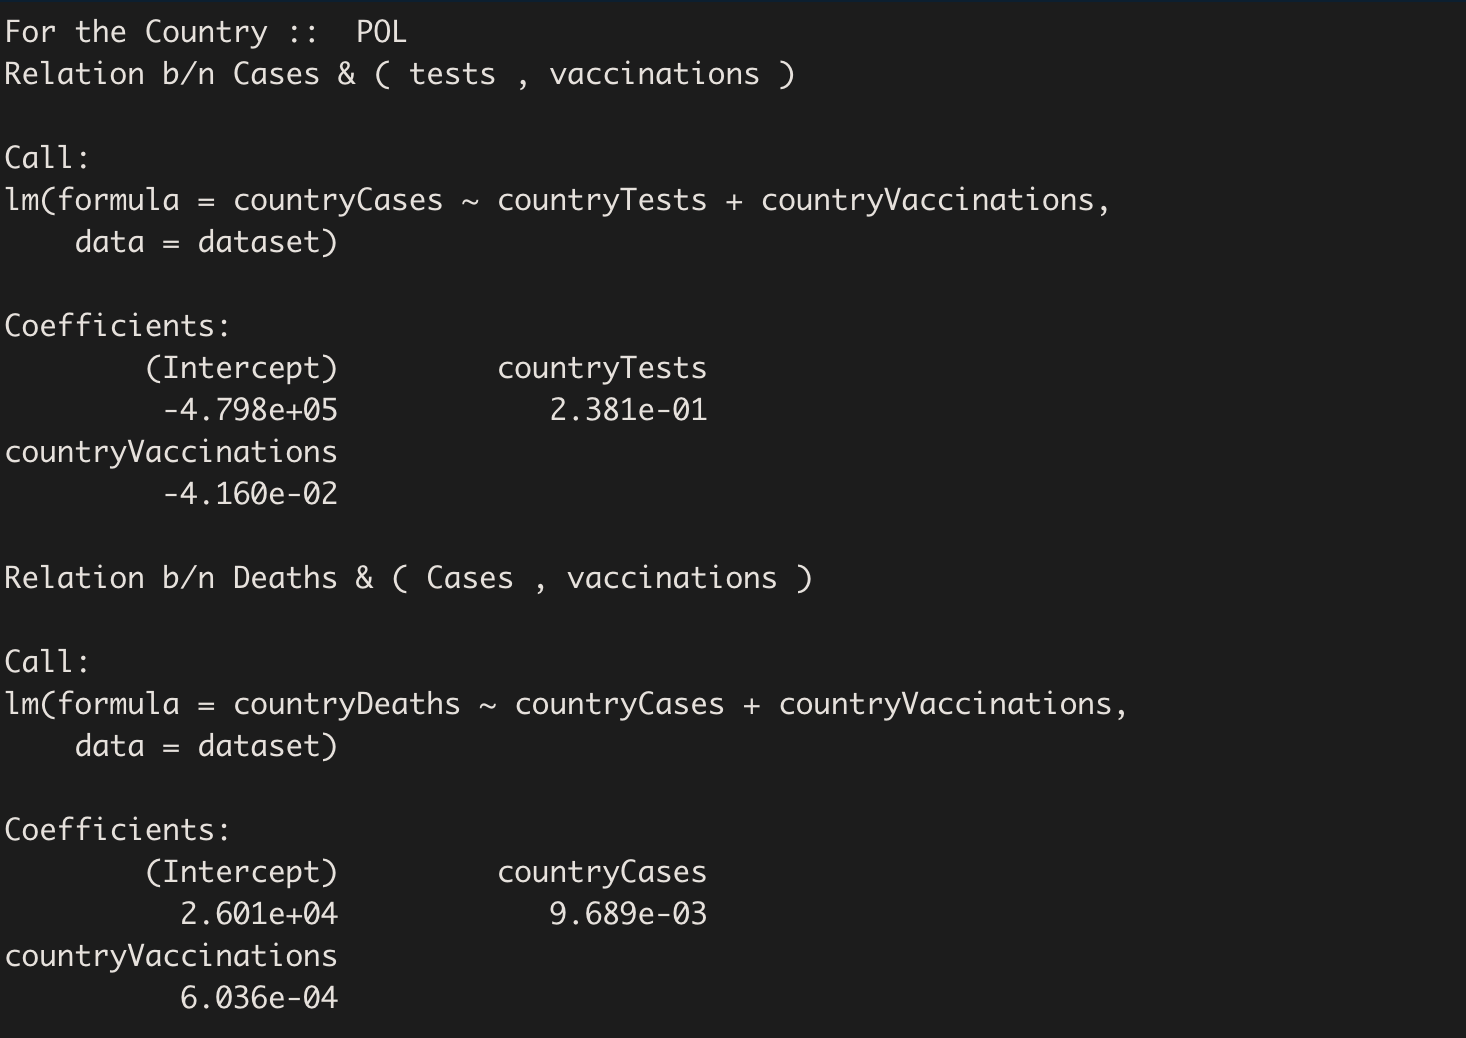 For the Country ::  POL
Relation b/n Cases & ( tests , vaccinations )
Call:
lm(formula = countryCases ~ countryTests + countryVaccinations,
    data = dataset)
Coefficients:
        (Intercept)         countryTests
         -4.798e+05            2.381e-01
countryVaccinations
         -4.160e-02
Relation b/n Deaths & ( Cases , vaccinations )
Call:
lm(formula = countryDeaths ~ countryCases + countryVaccinations,
    data = dataset)
Coefficients:
        (Intercept)         countryCases
          2.601e+04            9.689e-03
countryVaccinations
          6.036e-04